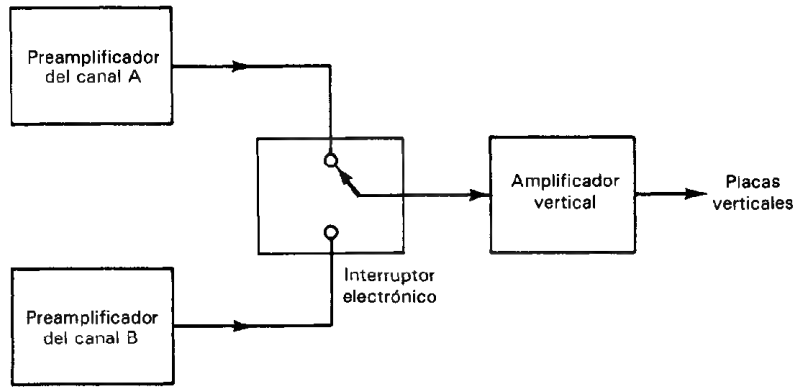 Preamplificador
del canal A
Amplificador
vertical
Placas
verticales
Interruptor
electrónico
Preamplificador
del canal B